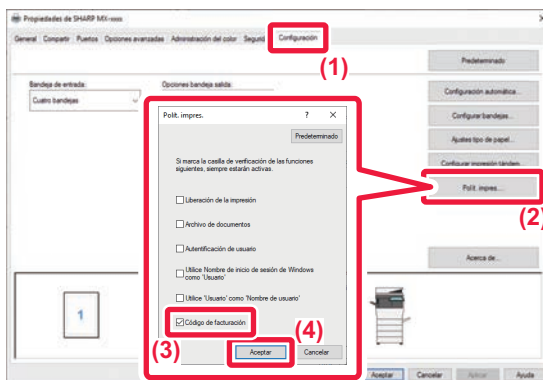 Propiedades de SHARP MX-xxxx
General Compartir Puertos Opciones avanzadas Administración del color Segurid Configuración
(1)
Predeterminado
Bandeja de entrada:
Opciones bandeja salida:
Cuatro bandejas
Configuración automática...
Configurar bandejas...
Ajustes tipo de papel...
Configurar impresión tándem...
Polít. impres...
(2)
Acerca de...
Polít. impres. ? ×
Predeterminado
Si marca la casilla de verificación de las funciones
siguientes, siempre estarán activas.
Liberación de la impresión
Archivo de documentos
Autentificación de usuario
Utilice Nombre de inicio de sesión de Windows
como 'Usuario'
Utilice 'Usuario' como 'Nombre de usuario'
Código de facturación
(3)
(4)
Aceptar Cancelar
1
Aceptar Cancelar Aplicar Ayuda